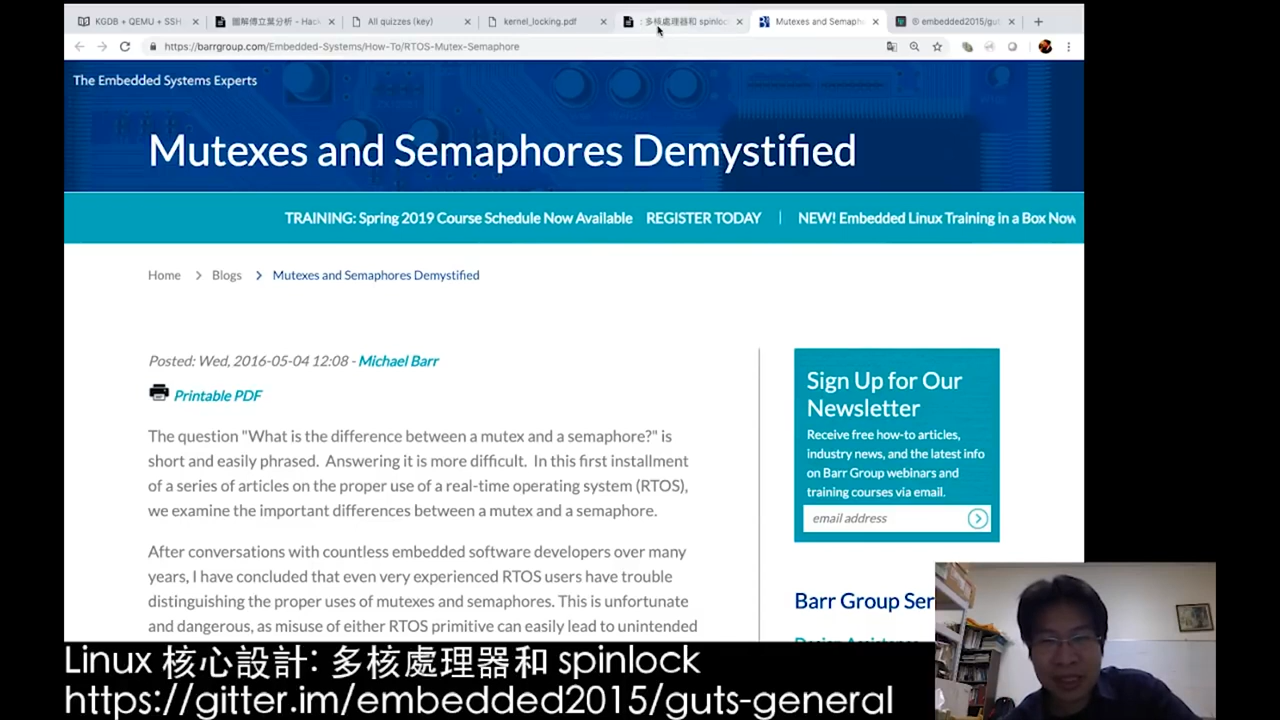 KGDB + QEMU + SSH
圖解傅立葉分析 - Hack
All quizzes (key)
kernel_locking.pdf
: 多核處理器和 spinloc
Mutexes and Semaph
embedded2015/gut
https://barrgroup.com/Embedded-Systems/How-To/RTOS-Mutex-Semaphore
The Embedded Systems Experts
Mutexes and Semaphores Demystified
TRAINING: Spring 2019 Course Schedule Now Available REGISTER TODAY | NEW! Embedded Linux Training in a Box Now
Home > Blogs > Mutexes and Semaphores Demystified
Posted: Wed, 2016-05-04 12:08 - Michael Barr
Printable PDF
The question "What is the difference between a mutex and a semaphore?" is
short and easily phrased. Answering it is more difficult. In this first installment
of a series of articles on the proper use of a real-time operating system (RTOS),
we examine the important differences between a mutex and a semaphore.
After conversations with countless embedded software developers over many
years, I have concluded that even very experienced RTOS users have trouble
distinguishing the proper uses of mutexes and semaphores. This is unfortunate
and dangerous, as misuse of either RTOS primitive can easily lead to unintended
Sign Up for Our
Newsletter
Receive free how-to articles,
industry news, and the latest info
on Barr Group webinars and
training courses via email.
email address
Barr Group Ser
Design Assistance
Linux 核心設計: 多核處理器和 spinlock
https://gitter.im/embedded2015/guts-general